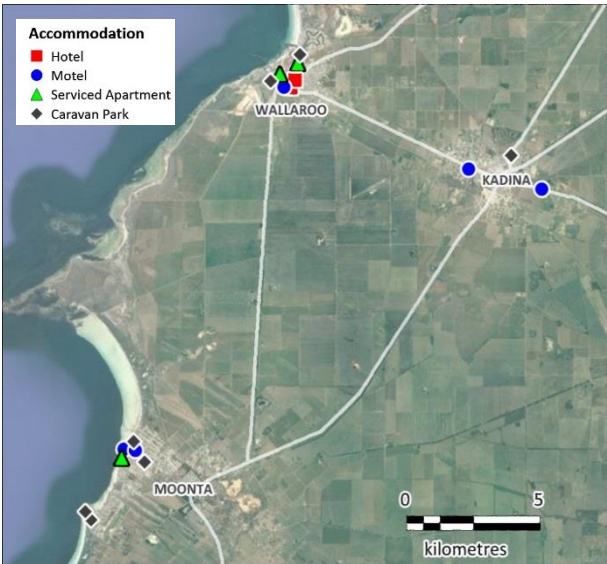 Accommodation
Hotel
Motel
Serviced Apartment
Caravan Park
WALLAROO
KADINA
MOONTA
0 5
kilometres